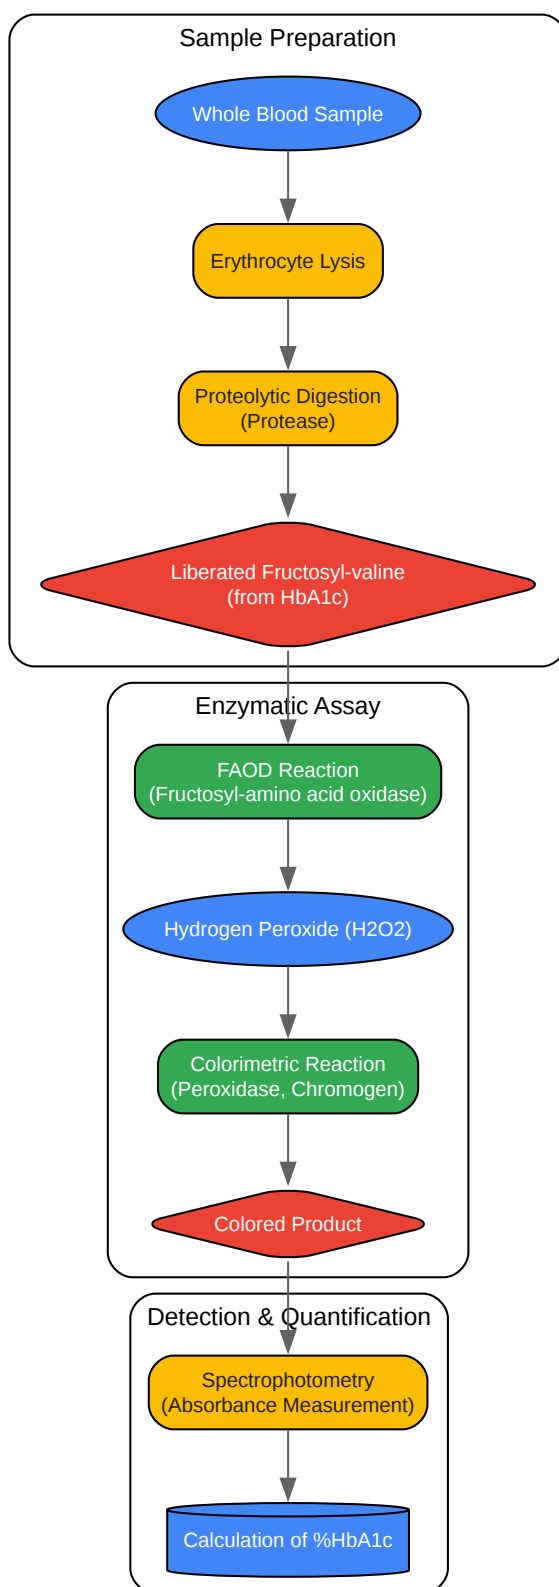 Sample Preparation
Whole Blood Sample
Erythrocyte Lysis
Proteolytic Digestion
(Protease)
Liberated Fructosyl-valine
(from HbA1c)
Enzymatic Assay
FAOD Reaction
(Fructosyl-amino acid oxidase)
Hydrogen Peroxide (H2O2)
Colorimetric Reaction
(Peroxidase, Chromogen)
Colored Product
Detection & Quantification
Spectrophotometry
(Absorbance Measurement)
Calculation of %HbA1c